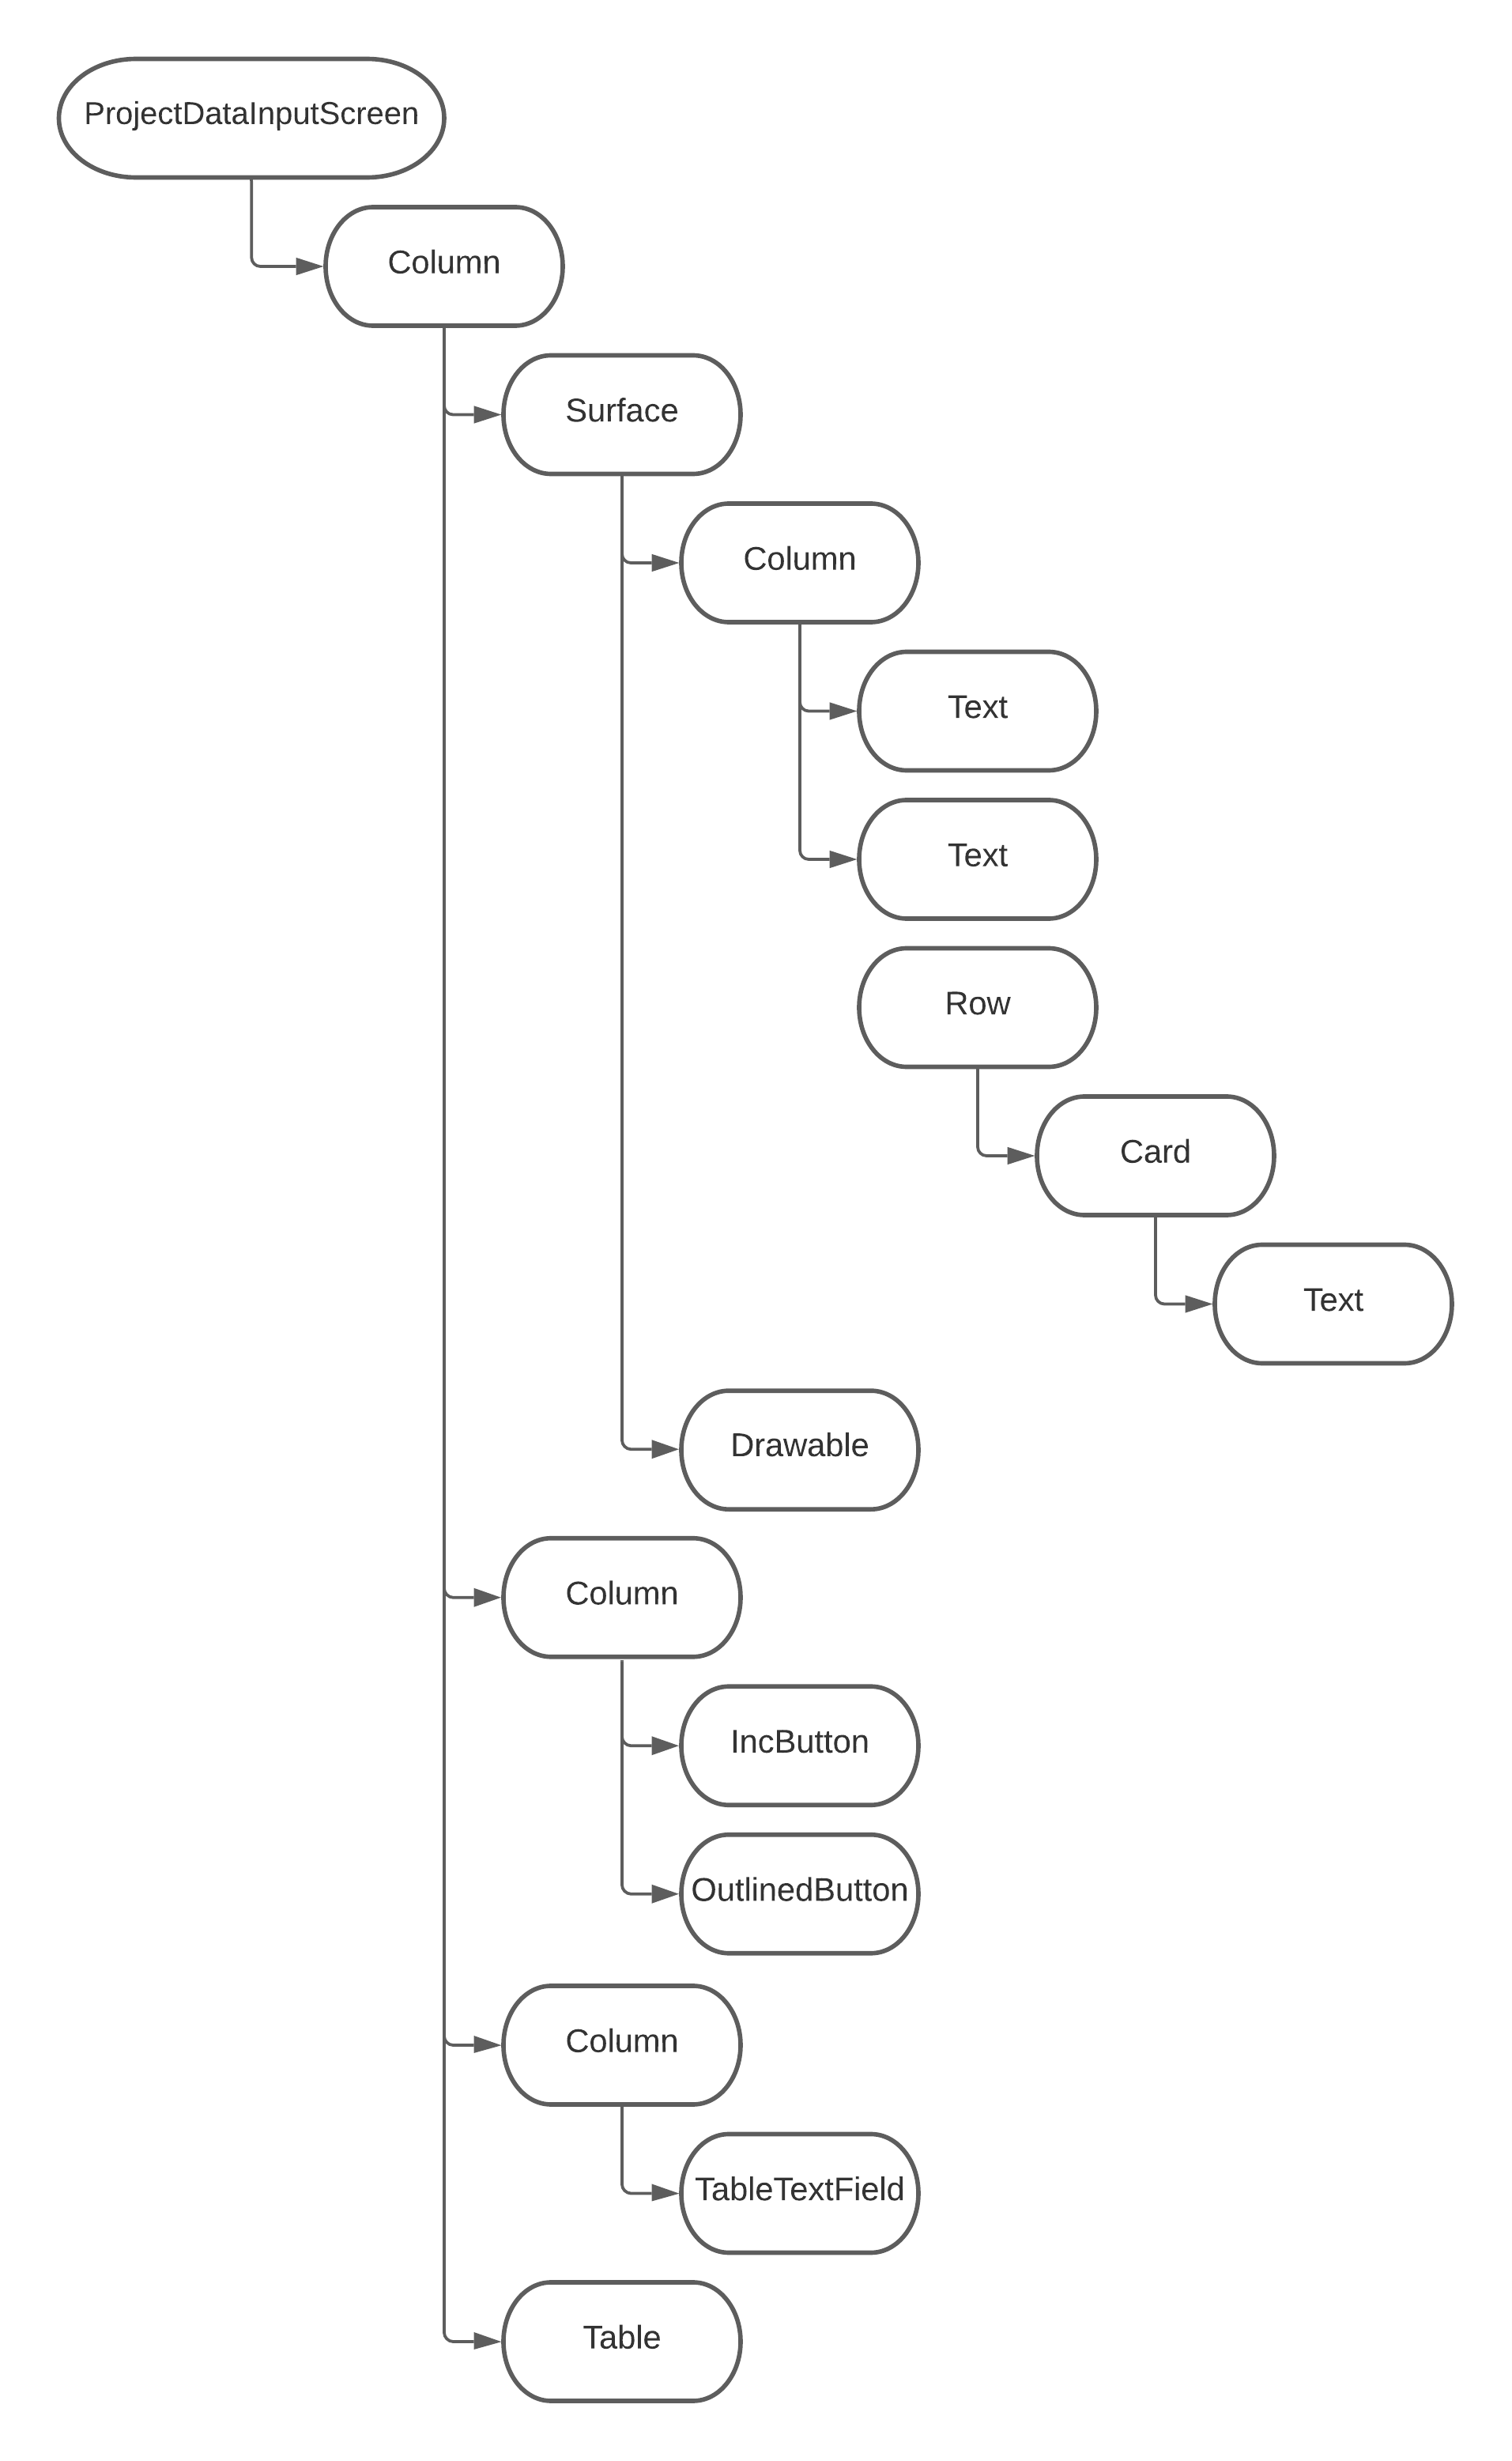 ProjectDataInputScreen
Column
Surface
Column
Text
Text
Row
Card
Text
Drawable
Column
IncButton
OutlinedButton
Column
TableTextField
Table